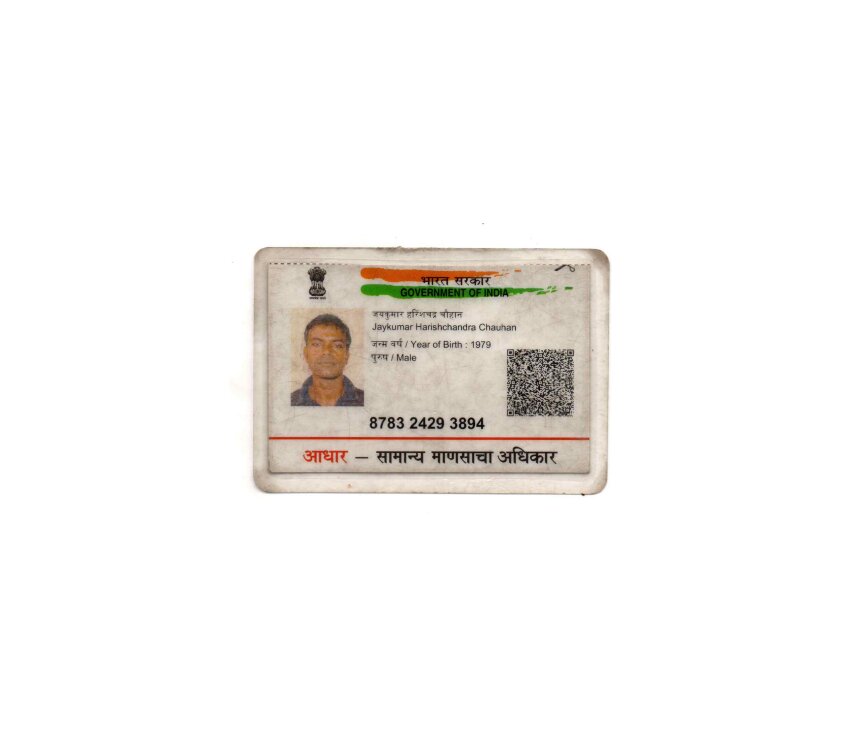 भारत सरकार
GOVERNMENT OF INDIA
जयकुमार हरिशचद्र चौहान
Jaykumar Harishchandra Chauhan
जन्म वर्ष / Year of Birth : 1979
पुरुष / Male
8783 2429 3894
आधार — सामान्य माणसाचा अधिकार